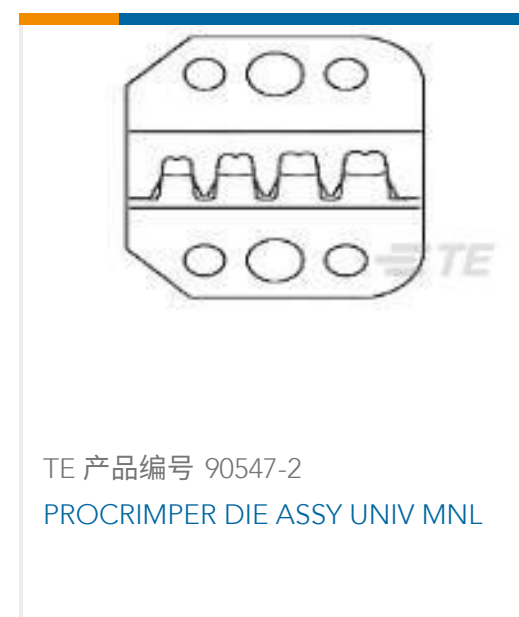 TE
TE 产品编号 90547-2
PROCRIMPER DIE ASSY UNIV MNL